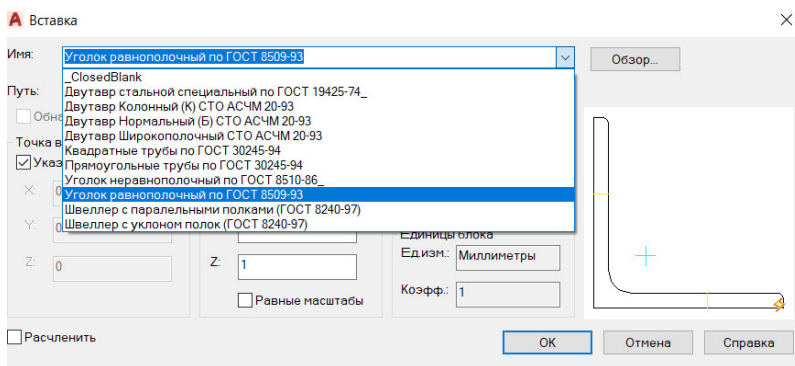 A Вставка
Имя: Уголок равнополочный по ГОСТ 8509-93 Обзор...
_ClosedBlank
Путь: Двутавр стальной специальный по ГОСТ 19425-74_
Двутавр Колонный (К) СТО АСЧМ 20-93
Двутавр Нормальный (Б) СТО АСЧМ 20-93
Двутавр Широкополочный СТО АСЧМ 20-93
Квадратные трубы по ГОСТ 30245-94
Прямоугольные трубы по ГОСТ 30245-94
Уголок неравнополочный по ГОСТ 8510-86_
Уголок равнополочный по ГОСТ 8509-93
Швеллер с паралельными полками (ГОСТ 8240-97)
Швеллер с уклоном полок (ГОСТ 8240-97)
X:
Y:
Единицы блока
Z: 0 Z: 1 Ед.изм.: Миллиметры
Равные масштабы Коэфф.: 1
Расчленить OK Отмена Справка